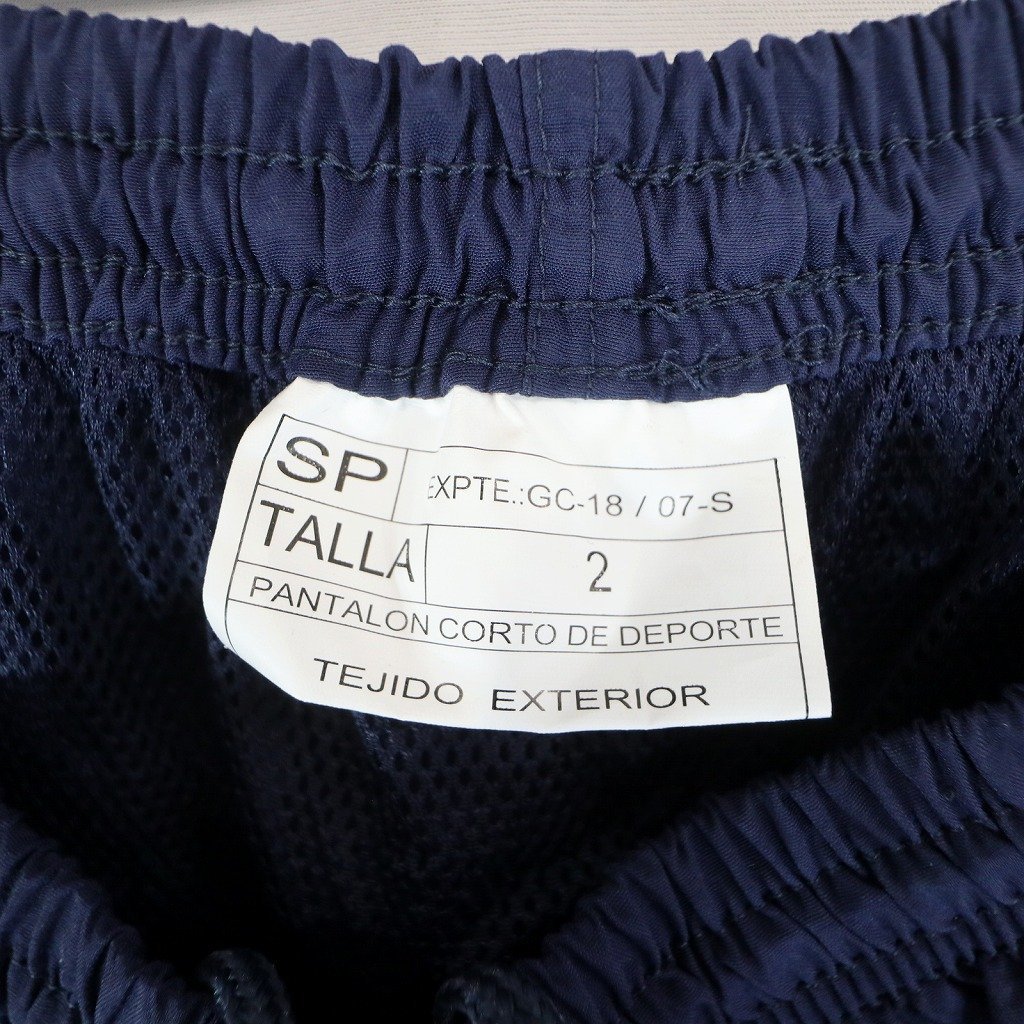 SP
EXPTE.:GC-18 / 07-S
TALLA
2
PANTALON CORTO DE DEPORTE
TEJIDO EXTERIOR